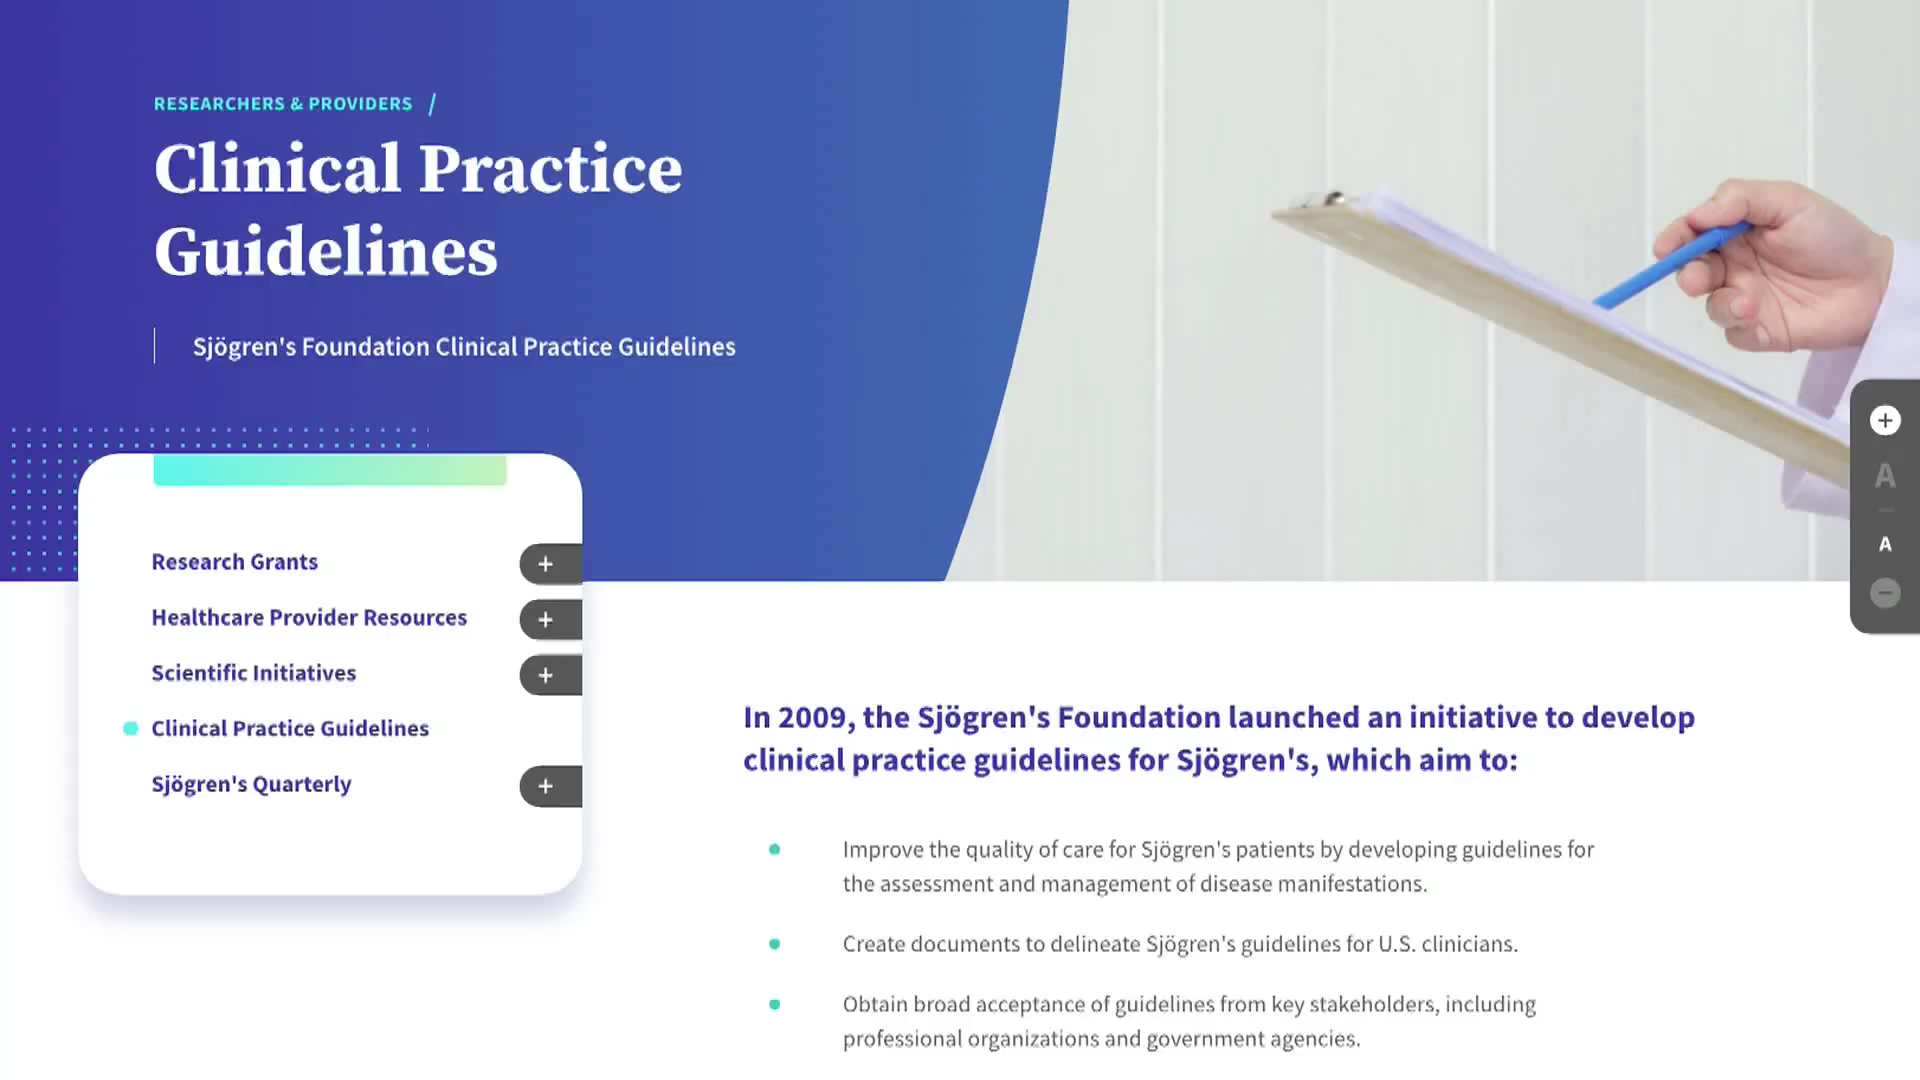 RESEARCHERS & PROVIDERS /
Clinical Practice
Guidelines
Sjögren's Foundation Clinical Practice Guidelines
Research Grants +
Healthcare Provider Resources +
Scientific Initiatives +
Clinical Practice Guidelines
Sjögren's Quarterly +
In 2009, the Sjögren's Foundation launched an initiative to develop
clinical practice guidelines for Sjögren's, which aim to:
Improve the quality of care for Sjögren's patients by developing guidelines for
the assessment and management of disease manifestations.
Create documents to delineate Sjögren's guidelines for U.S. clinicians.
Obtain broad acceptance of guidelines from key stakeholders, including
professional organizations and government agencies.
+
A
A
−